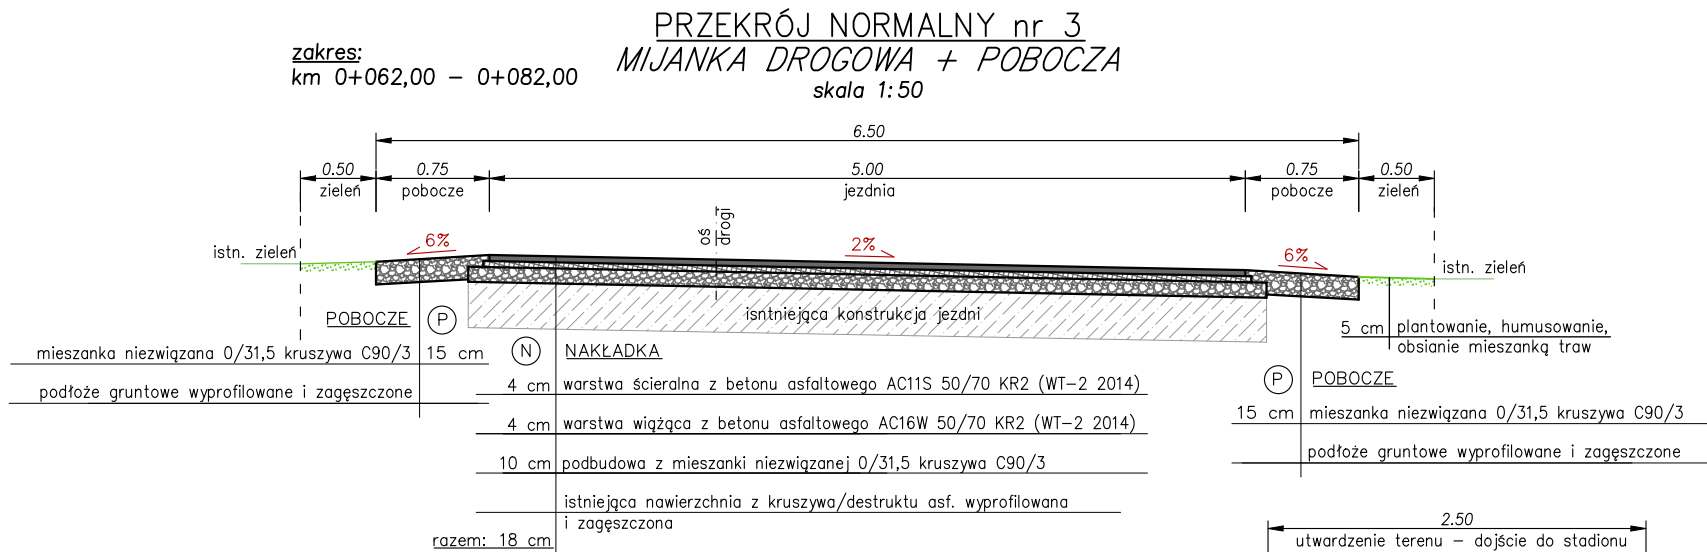 PRZEKRÓJ NORMALNY nr 3
MIJANKA DROGOWA + POBOCZA
skala 1:50
zakres:
km 0+062,00 – 0+082,00
6.50
0.50
zieleń
0.75
pobocze
5.00
jezdnia
0.75
pobocze
0.50
zieleń
istn. zieleń
6%
oś
drogi
2%
6%
istn. zieleń
isntniejąca konstrukcja jezdni
POBOCZE P
mieszanka niezwiązana 0/31,5 kruszywa C90/3 15 cm
podłoże gruntowe wyprofilowane i zagęszczone
N NAKŁADKA
4 cm warstwa ścieralna z betonu asfaltowego AC11S 50/70 KR2 (WT–2 2014)
4 cm warstwa wiążąca z betonu asfaltowego AC16W 50/70 KR2 (WT–2 2014)
10 cm podbudowa z mieszanki niezwiązanej 0/31,5 kruszywa C90/3
istniejąca nawierzchnia z kruszywa/destruktu asf. wyprofilowana
i zagęszczona
razem: 18 cm
5 cm plantowanie, humusowanie,
obsianie mieszanką traw
P POBOCZE
15 cm mieszanka niezwiązana 0/31,5 kruszywa C90/3
podłoże gruntowe wyprofilowane i zagęszczone
2.50
utwardzenie terenu – dojście do stadionu